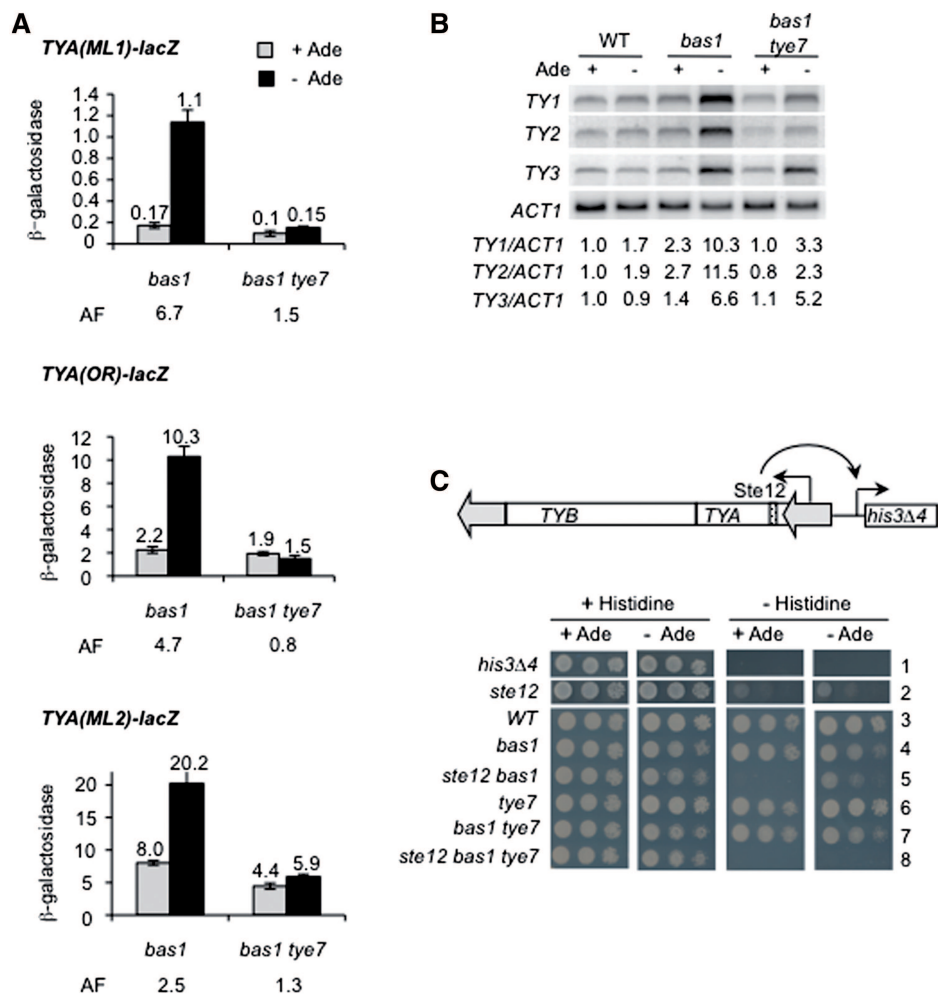 A
TYA(ML1)-lacZ
+ Ade
- Ade
β-galactosidase
1.4
1.2
1.0
0.8
0.6
0.4
0.2
0
0.17
1.1
0.1
0.15
bas1
bas1 tye7
AF
6.7
1.5
TYA(OR)-lacZ
β-galactosidase
12
10
8
6
4
2
0
2.2
10.3
1.9
1.5
bas1
bas1 tye7
AF
4.7
0.8
TYA(ML2)-lacZ
β-galactosidase
20
15
10
5
0
8.0
20.2
4.4
5.9
bas1
bas1 tye7
AF
2.5
1.3
B
WT
bas1
bas1
tye7
Ade + - + - + -
TY1
TY2
TY3
ACT1
TY1/ACT1 1.0 1.7 2.3 10.3 1.0 3.3
TY2/ACT1 1.0 1.9 2.7 11.5 0.8 2.3
TY3/ACT1 1.0 0.9 1.4 6.6 1.1 5.2
C
Ste12
TYB
TYA
his3Δ4
+ Histidine
- Histidine
+ Ade - Ade + Ade - Ade
his3Δ4 1
ste12 2
WT 3
bas1 4
ste12 bas1 5
tye7 6
bas1 tye7 7
ste12 bas1 tye7 8